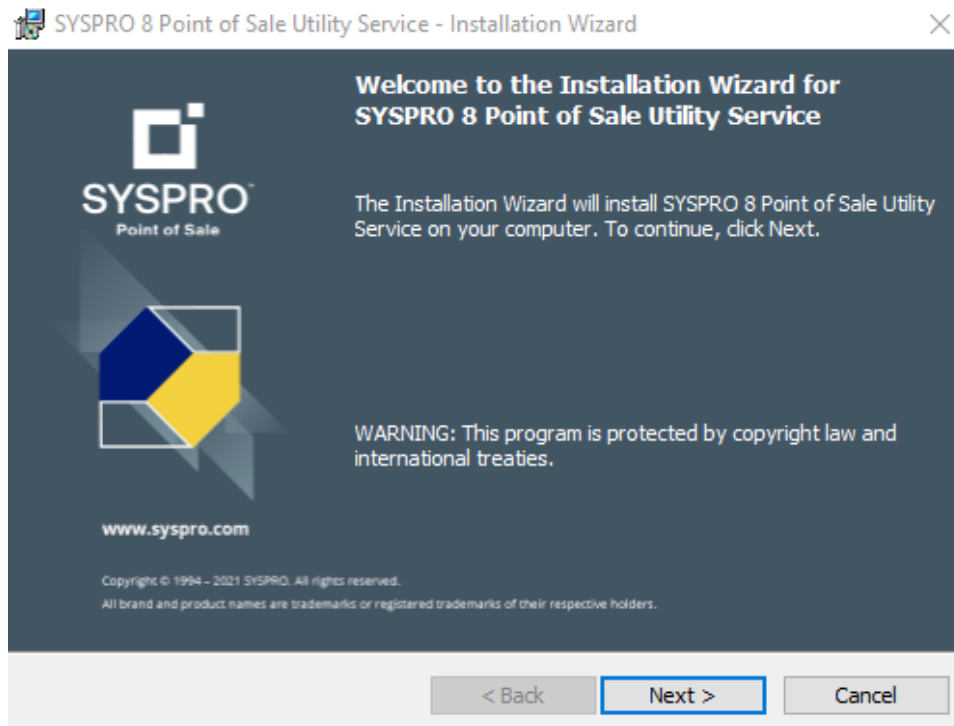 SYSPRO 8 Point of Sale Utility Service - Installation Wizard
Welcome to the Installation Wizard for
SYSPRO 8 Point of Sale Utility Service
SYSPRO™
Point of Sale
The Installation Wizard will install SYSPRO 8 Point of Sale Utility
Service on your computer. To continue, click Next.
WARNING: This program is protected by copyright law and
international treaties.
www.syspro.com
Copyright © 1994 – 2021 SYSPRO. All rights reserved.
All brand and product names are trademarks or registered trademarks of their respective holders.
< Back
Next >
Cancel